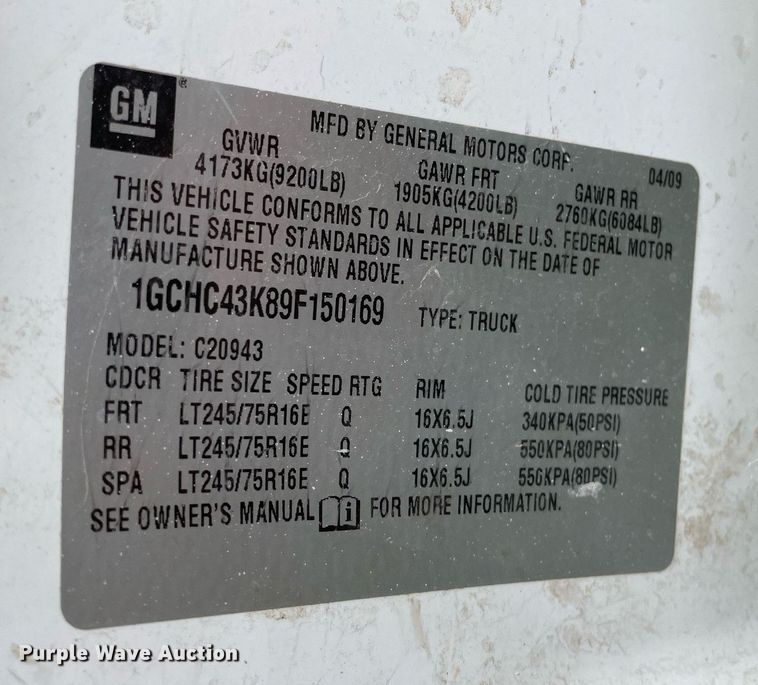 GM®
MFD BY GENERAL MOTORS CORP. 04/09
GVWR GAWR FRT GAWR RR
4173KG(9200LB) 1905KG(4200LB) 2760KG(6084LB)
THIS VEHICLE CONFORMS TO ALL APPLICABLE U.S. FEDERAL MOTOR
VEHICLE SAFETY STANDARDS IN EFFECT ON THE DATE OF
MANUFACTURE SHOWN ABOVE.
1GCHC43K89F150169 TYPE: TRUCK
MODEL: C20943
CDCR TIRE SIZE SPEED RTG RIM COLD TIRE PRESSURE
FRT LT245/75R16E Q 16X6.5J 340KPA(50PSI)
RR LT245/75R16E Q 16X6.5J 550KPA(80PSI)
SPA LT245/75R16E Q 16X6.5J 550KPA(80PSI)
SEE OWNER'S MANUAL i FOR MORE INFORMATION.
Purple Wave Auction